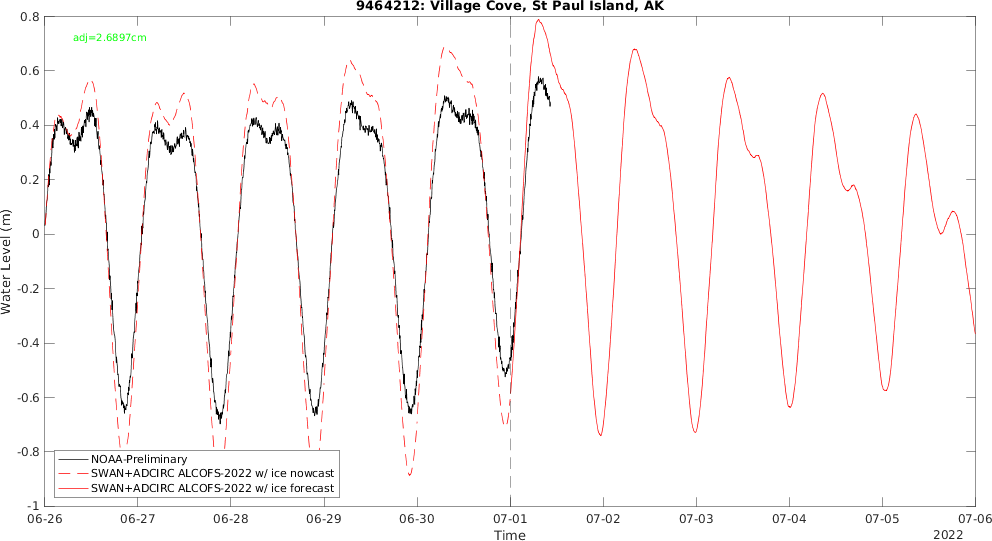 9464212: Village Cove, St Paul Island, AK
adj=2.6897cm
0.8
0.6
0.4
0.2
0
-0.2
-0.4
-0.6
-0.8
-1
Water Level (m)
NOAA-Preliminary
SWAN+ADCIRC ALCOFS-2022 w/ ice nowcast
SWAN+ADCIRC ALCOFS-2022 w/ ice forecast
06-26 06-27 06-28 06-29 06-30 07-01 07-02 07-03 07-04 07-05 07-06
Time
2022